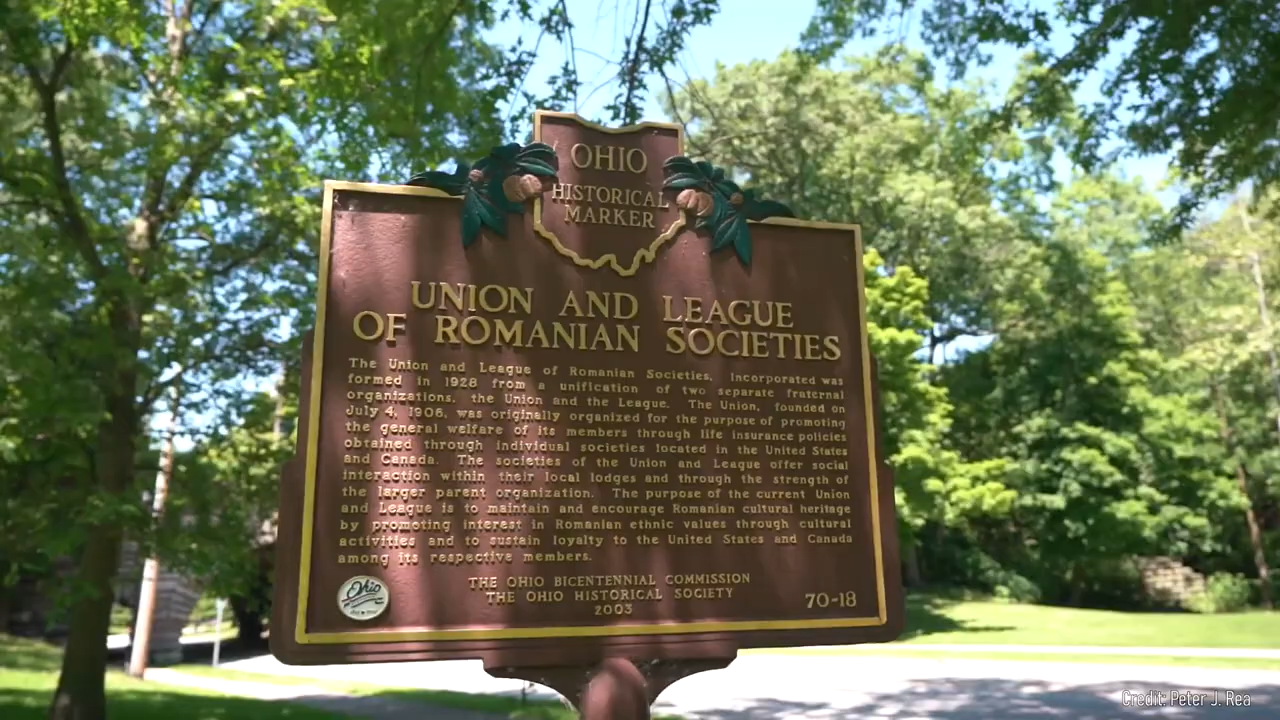 OHIO
HISTORICAL
MARKER
UNION AND LEAGUE
OF ROMANIAN SOCIETIES
The Union and League of Romanian Societies, Incorporated was
formed in 1928 from a unification of two separate fraternal
organizations, the Union and the League. The Union, founded on
July 4, 1906, was originally organized for the purpose of promoting
the general welfare of its members through life insurance policies
obtained through individual societies located in the United States
and Canada. The societies of the Union and League offer social
interaction within their local lodges and through the strength of
the larger parent organization. The purpose of the current Union
and League is to maintain and encourage Romanian cultural heritage
by promoting interest in Romanian ethnic values through cultural
activities and to sustain loyalty to the United States and Canada
among its respective members.
THE OHIO BICENTENNIAL COMMISSION
THE OHIO HISTORICAL SOCIETY
2003
70-18
Ohio
Credit: Peter J. Rea